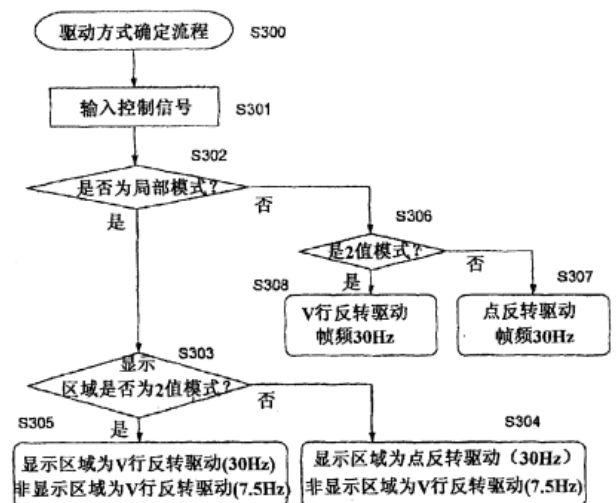 驱动方式确定流程
S300
输入控制信号
S301
S302
是否为局部模式?
是
否
S306
是2值模式?
是
否
S308
S307
V行反转驱动
帧频30Hz
点反转驱动
帧频30Hz
S303
显示
区域是否为2值模式?
是
否
S305
S304
显示区域为V行反转驱动(30Hz)
非显示区域为V行反转驱动(7.5Hz)
显示区域为点反转驱动（30Hz）
非显示区域为V行反转驱动(7.5Hz)